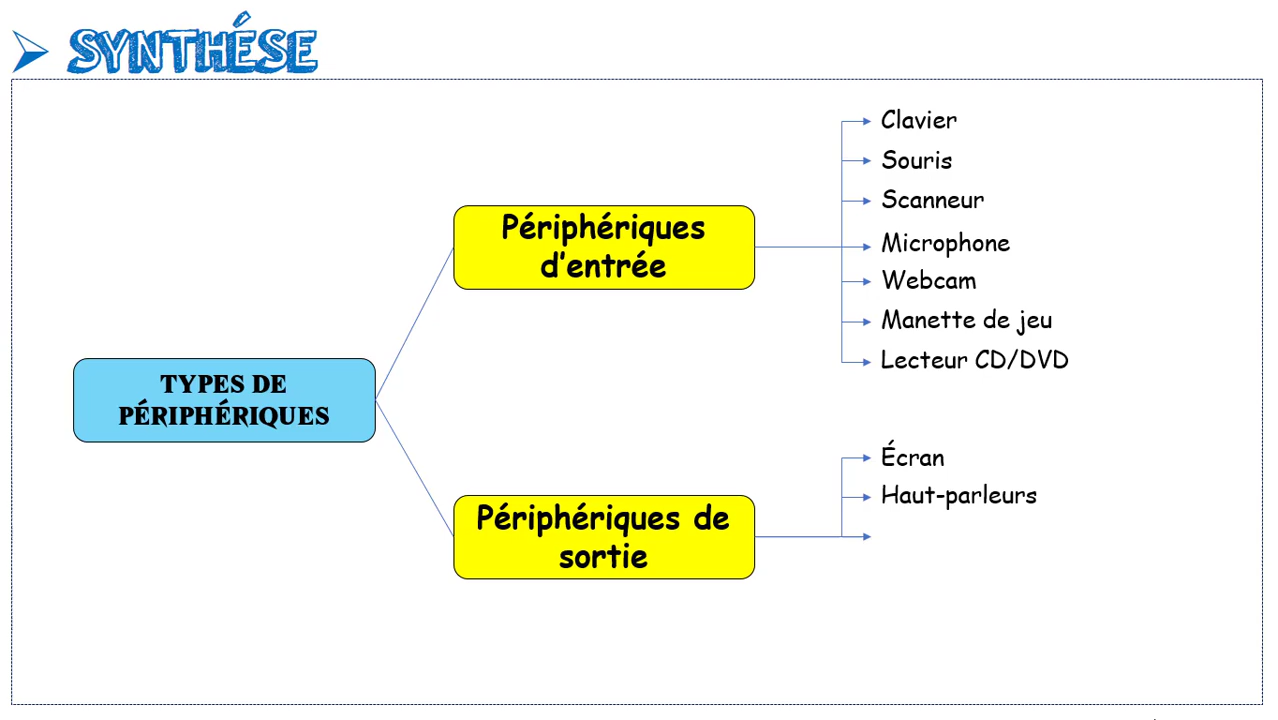 SYNTHÉSE
Clavier
Souris
Scanneur
Microphone
Webcam
Manette de jeu
Lecteur CD/DVD
Périphériques
d'entrée
TYPES DE
PÉRIPHÉRIQUES
Écran
Haut-parleurs
Périphériques de
sortie